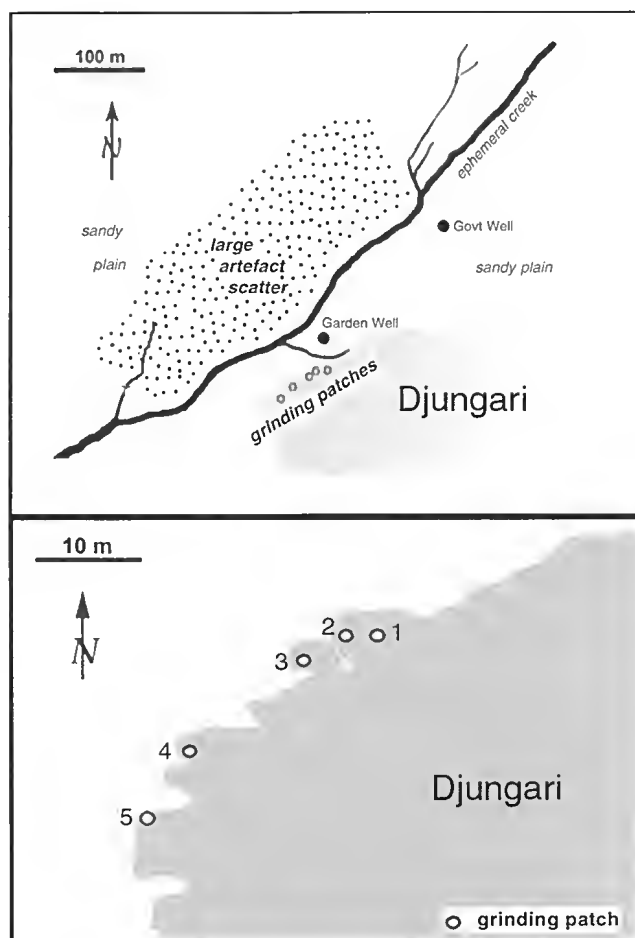 100 m
N
ephemeral creek
sandy
plain
large
artefact
scatter
Govt Well
sandy plain
Garden Well
grinding patches
Djungari
10 m
N
2
1
3
4
5
Djungari
grinding patch